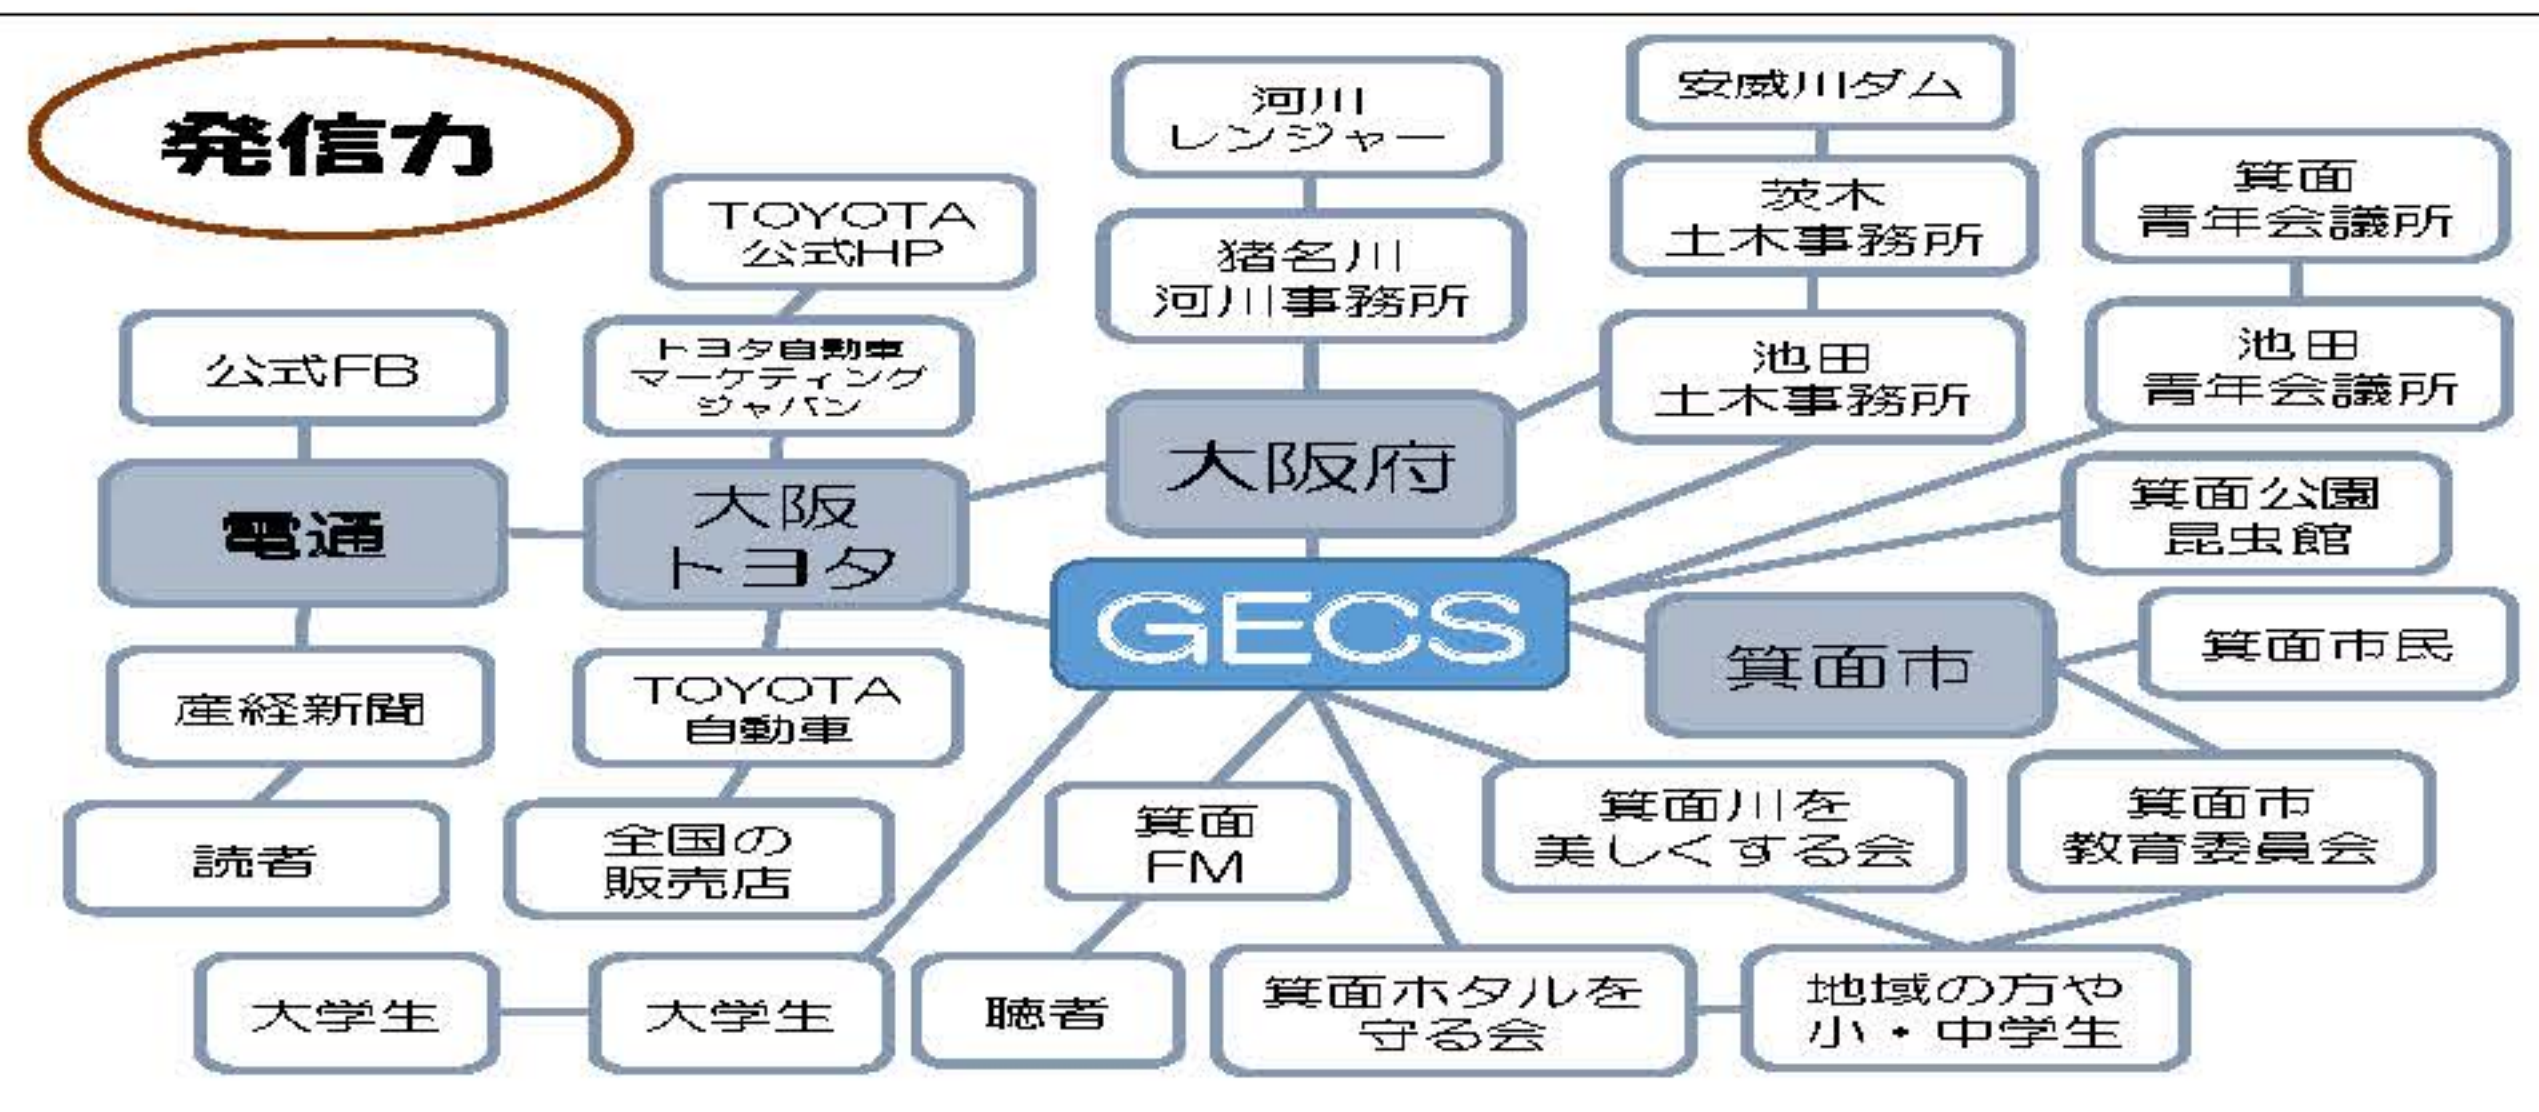 発信力
河川
レンジャー
安威川ダム
TOYOTA
公式HP
猪名川
河川事務所
茨木
土木事務所
箕面
青年会議所
公式FB
トヨタ自動車
マーケティング
ジャパン
池田
土木事務所
池田
青年会議所
電通
大阪
トヨタ
大阪府
箕面公園
昆虫館
GECS
箕面市
箕面市民
産経新聞
TOYOTA
自動車
読者
全国の
販売店
箕面
FM
箕面川を
美しくする会
箕面市
教育委員会
大学生
大学生
聴者
箕面ホタルを
守る会
地域の方や
小・中学生